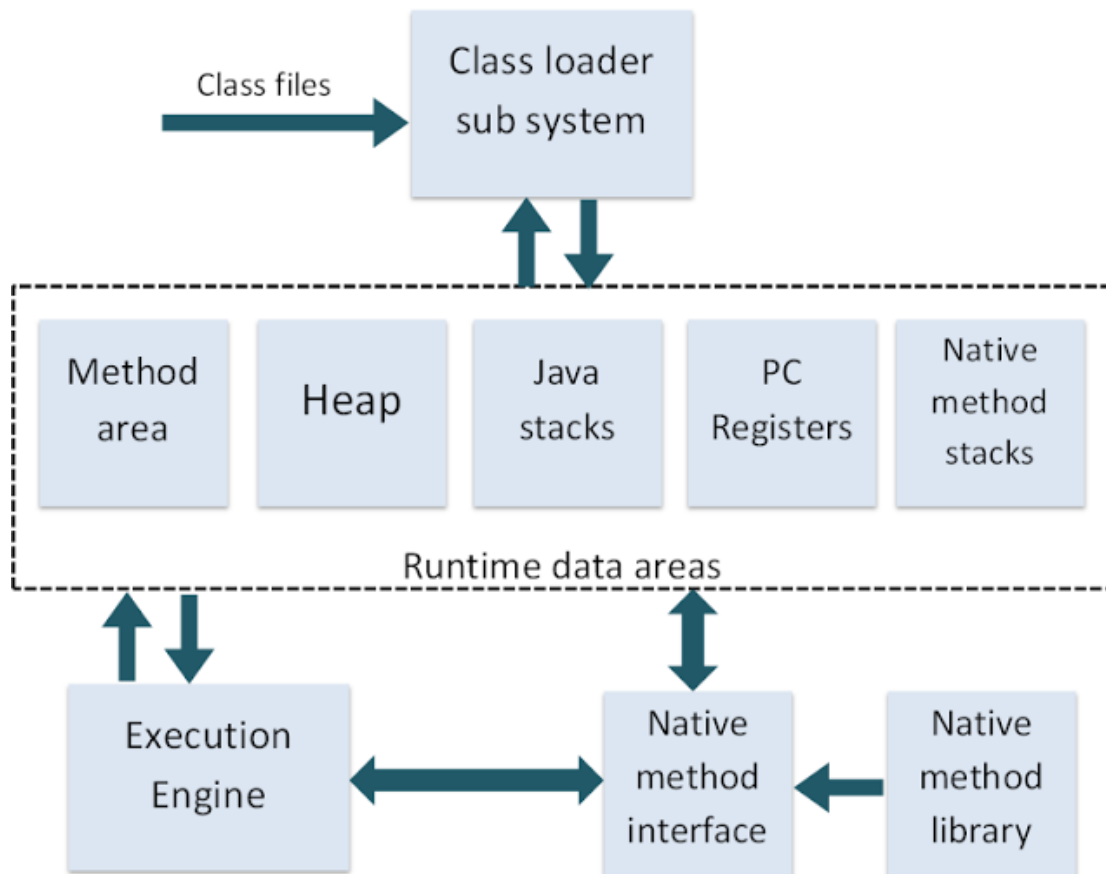 Class files
Class loader
sub system
Method
area
Heap
Java
stacks
PC
Registers
Native
method
stacks
Runtime data areas
Execution
Engine
Native
method
interface
Native
method
library